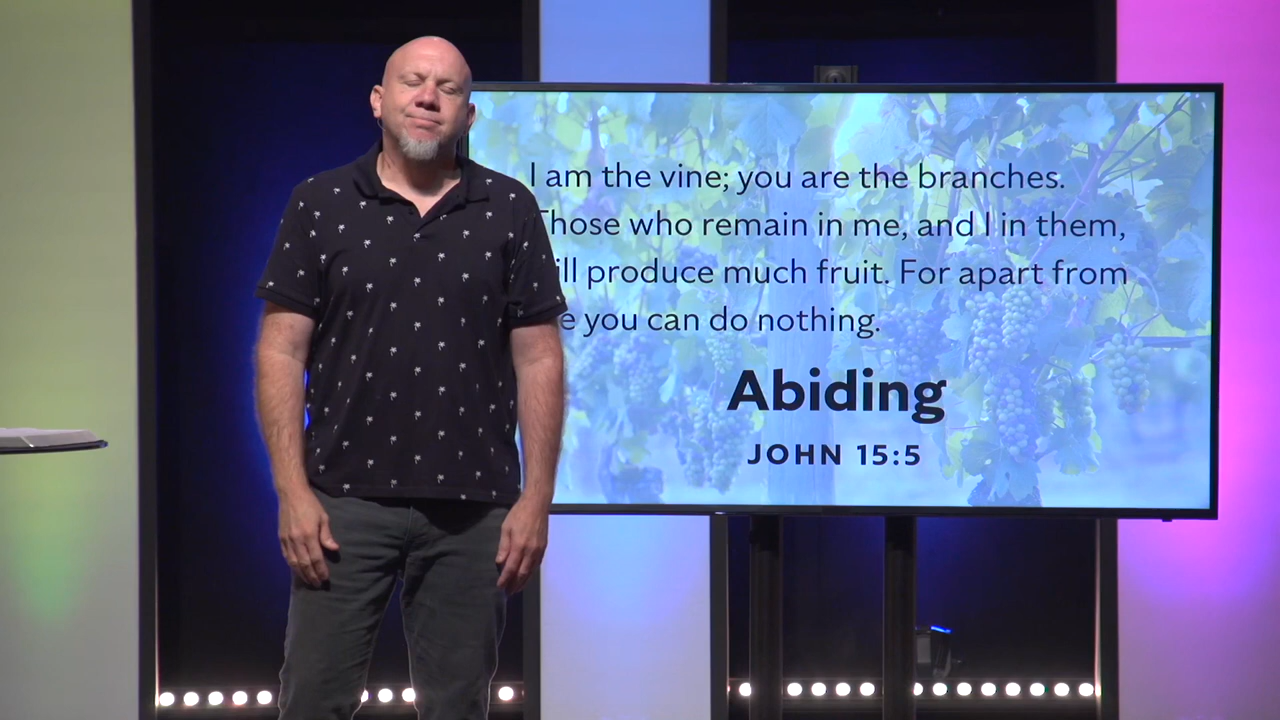 I am the vine; you are the branches.
Those who remain in me, and I in them,
ill produce much fruit. For apart from
e you can do nothing.
Abiding
JOHN 15:5